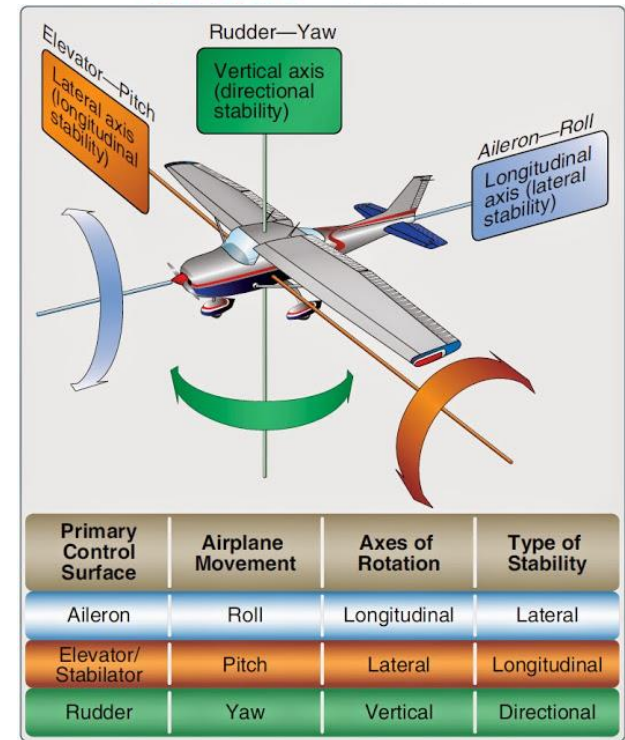 Rudder—Yaw
Vertical axis
(directional
stability)
Elevator—Pitch
Lateral axis
(longitudinal
stability)
Aileron—Roll
Longitudinal
axis (lateral
stability)
Primary
Control
Surface
Airplane
Movement
Axes of
Rotation
Type of
Stability
Aileron
Roll
Longitudinal
Lateral
Elevator/
Stabilator
Pitch
Lateral
Longitudinal
Rudder
Yaw
Vertical
Directional